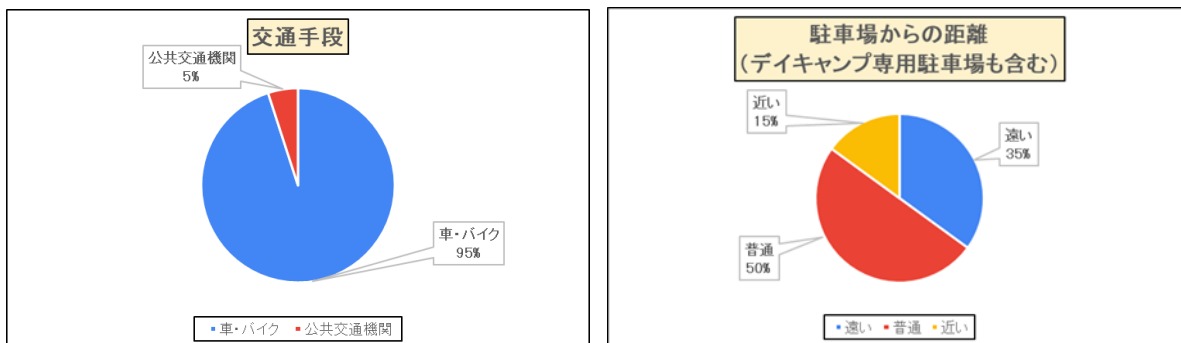 交通手段
公共交通機関
5%
車・バイク
95%
車・バイク 公共交通機関
駐車場からの距離
（デイキャンプ専用駐車場も含む）
近い
15%
遠い
35%
普通
50%
遠い 普通 近い